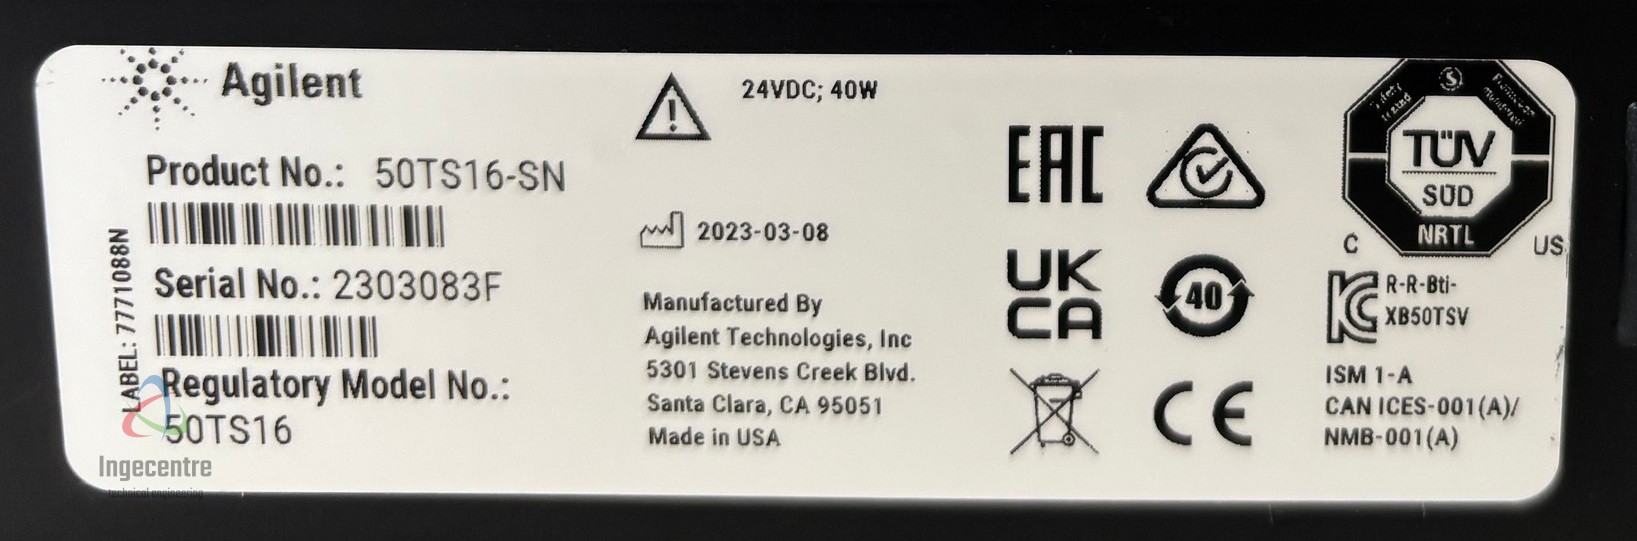 Agilent
Product No.: 50TS16-SN
Serial No.: 2303083F
Regulatory Model No.:
50TS16
LABEL: 7771088N
24VDC; 40W
2023-03-08
Manufactured By
Agilent Technologies, Inc
5301 Stevens Creek Blvd.
Santa Clara, CA 95051
Made in USA
EAC
UK
CA
40
CE
TÜV
SÜD
NRTL
C US
R-R-Bti-
XB50TSV
ISM 1-A
CAN ICES-001(A)/
NMB-001(A)
Ingecentre
technical engineering